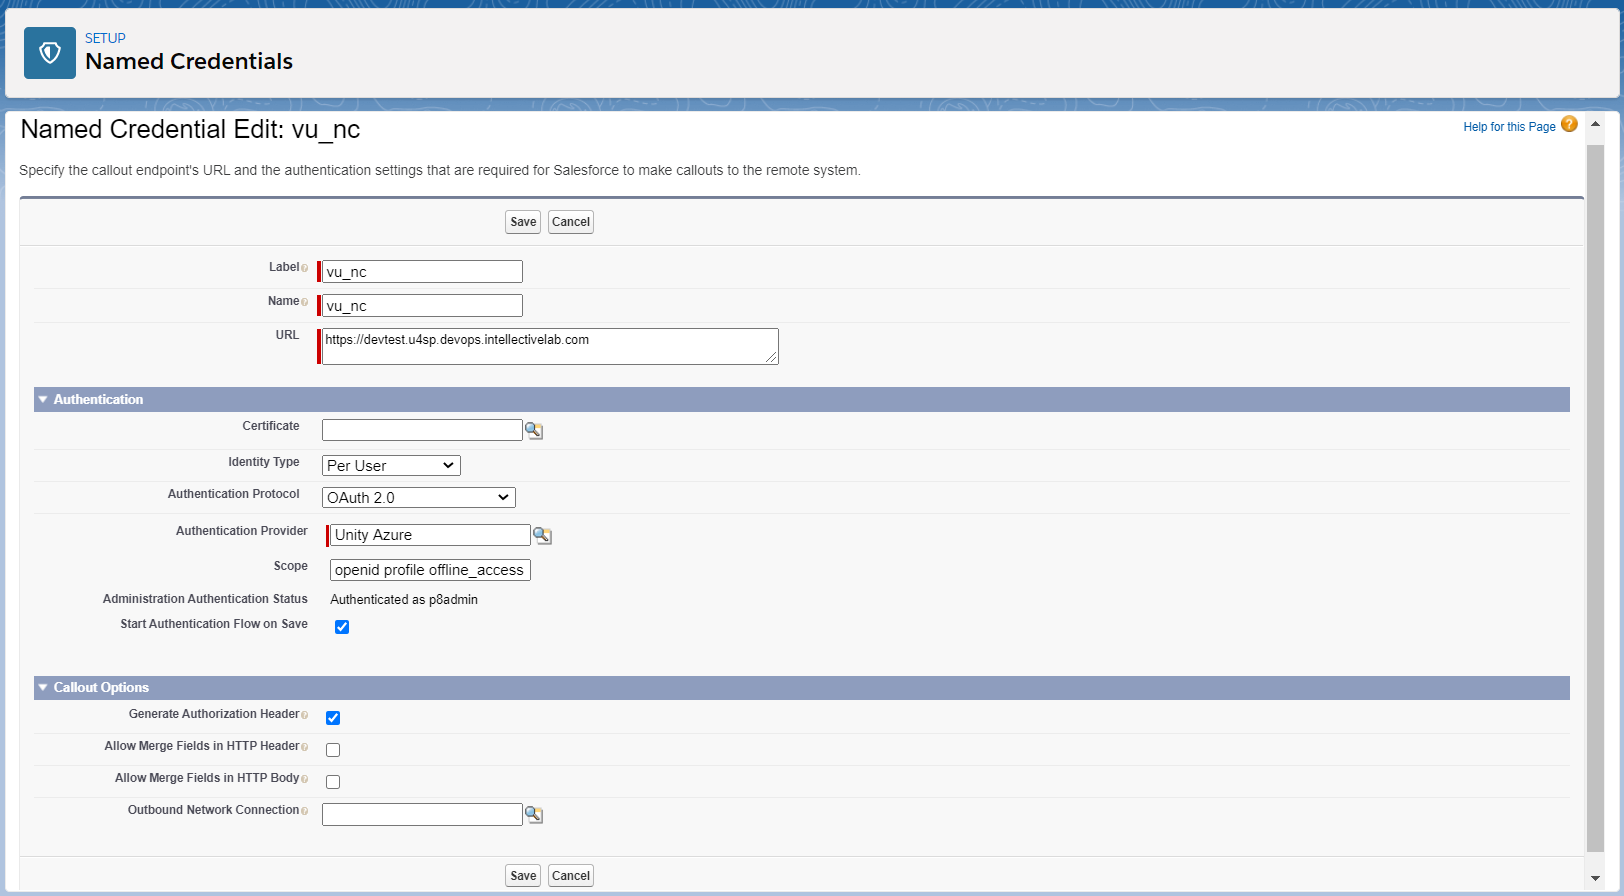 SETUP
Named Credentials
Named Credential Edit: vu_nc
Help for this Page ?
Specify the callout endpoint's URL and the authentication settings that are required for Salesforce to make callouts to the remote system.
Save Cancel
Label vu_nc
Name vu_nc
URL https://devtest.u4sp.devops.intellectivelab.com
Authentication
Certificate
Identity Type Per User
Authentication Protocol OAuth 2.0
Authentication Provider Unity Azure
Scope openid profile offline_access
Administration Authentication Status Authenticated as p8admin
Start Authentication Flow on Save
Callout Options
Generate Authorization Header
Allow Merge Fields in HTTP Header
Allow Merge Fields in HTTP Body
Outbound Network Connection
Save Cancel